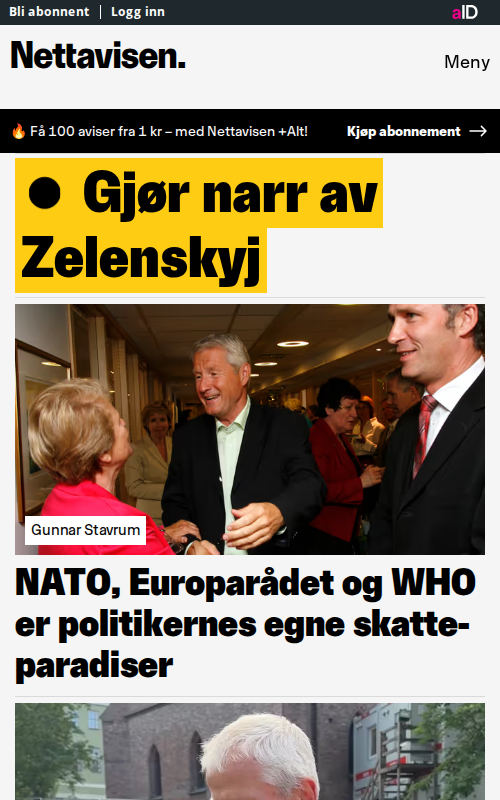 Bli abonnent | Logg inn
aID
Nettavisen.
Meny
🔥 Få 100 aviser fra 1 kr – med Nettavisen +Alt!
Kjøp abonnement →
● Gjør narr av
Zelenskyj
Gunnar Stavrum
NATO, Europarådet og WHO
er politikernes egne skatte-
paradiser